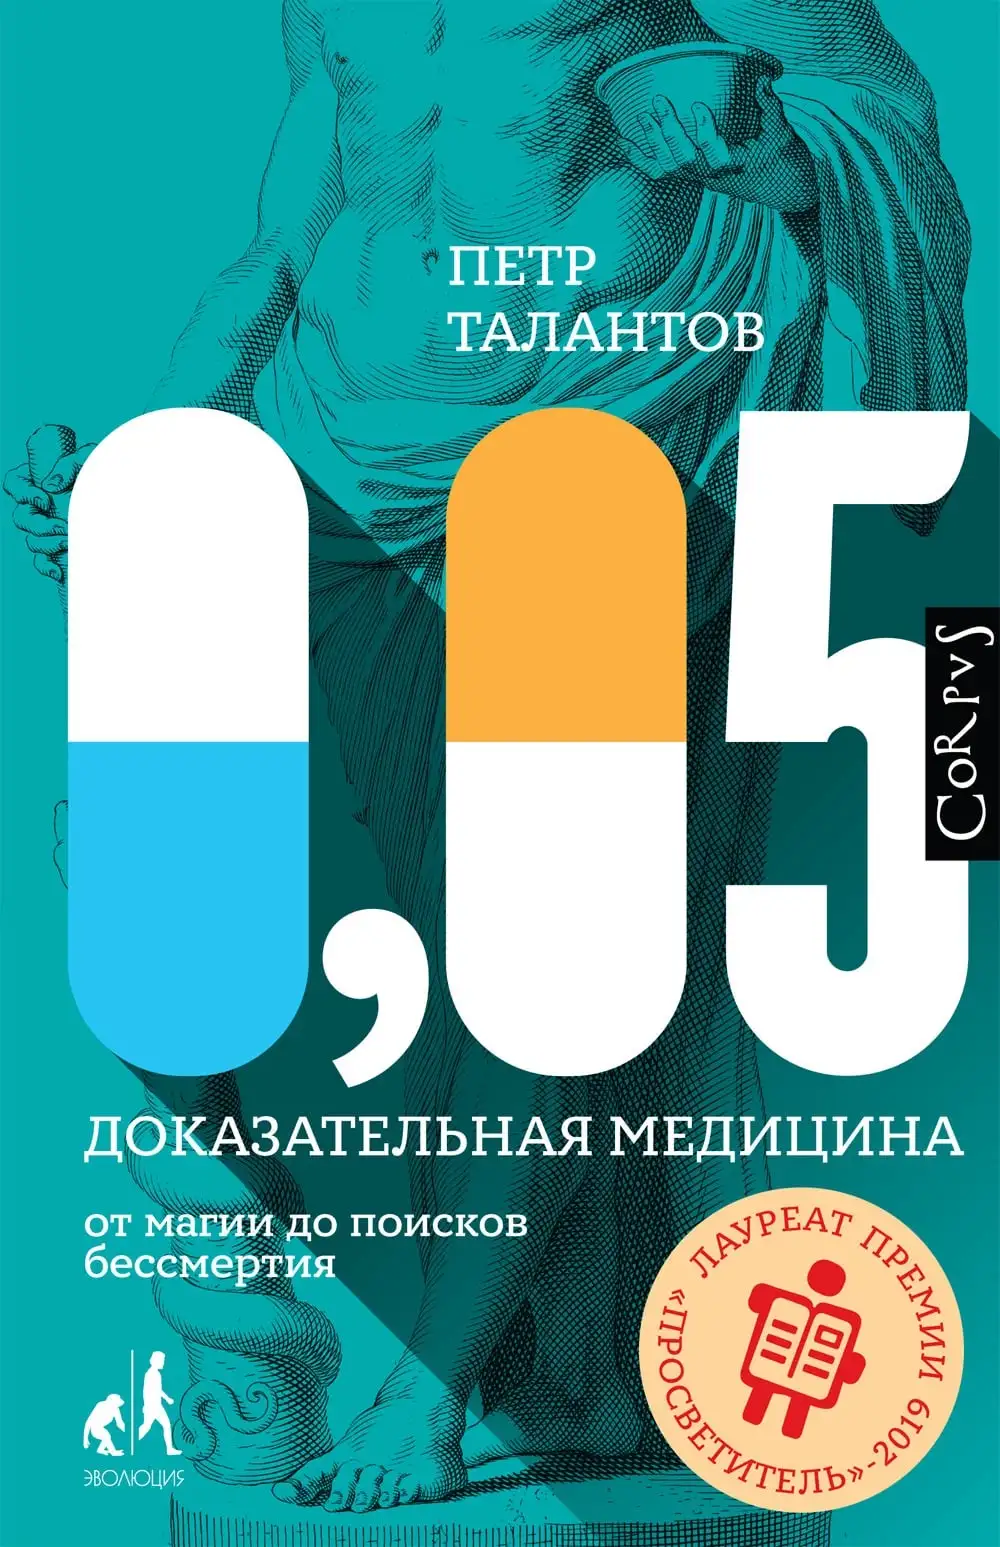 ПЕТР
ТАЛАНТОВ
0,05
CORPVS
ДОКАЗАТЕЛЬНАЯ МЕДИЦИНА
от магии до поисков
бессмертия
ЛАУРЕАТ ПРЕМИИ
«ПРОСВЕТИТЕЛЬ»-2019
ЭВОЛЮЦИЯ